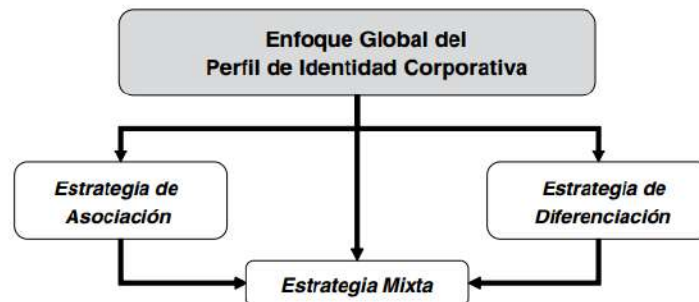 Enfoque Global del
Perfil de Identidad Corporativa
Estrategia de
Asociación
Estrategia de
Diferenciación
Estrategia Mixta